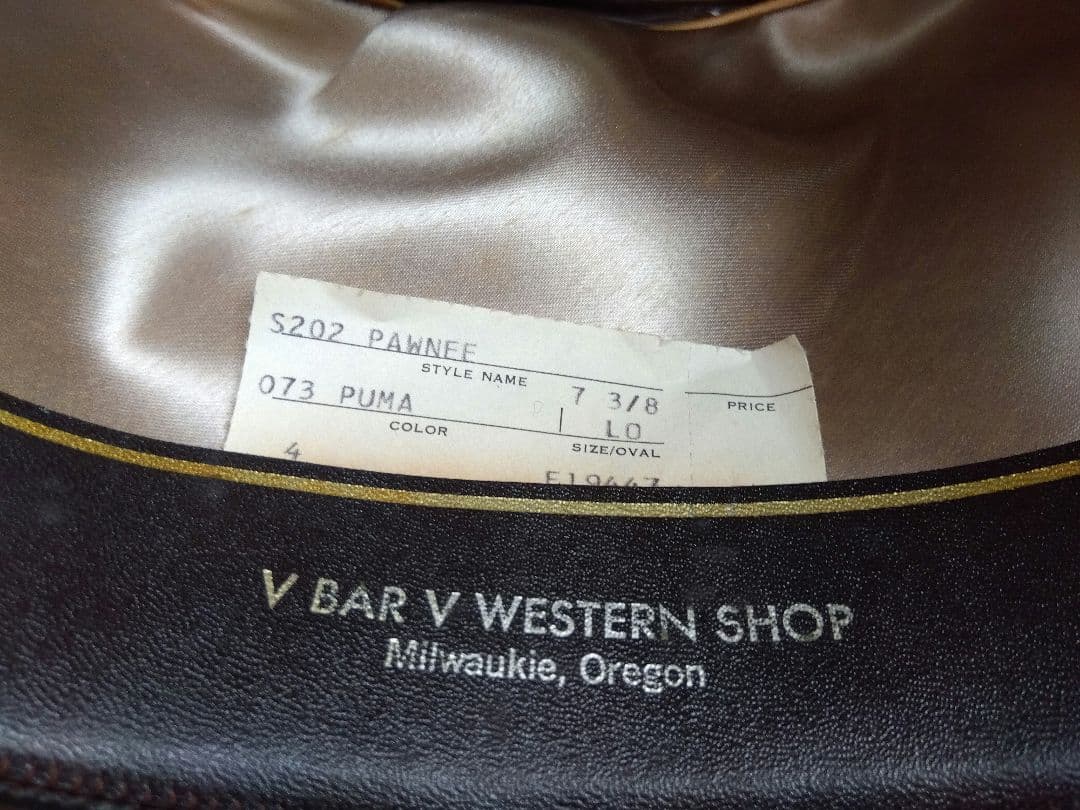 S202 PAWNEE
STYLE NAME
073 PUMA
7 3/8
PRICE
COLOR
LO
SIZE/OVAL
4
V BAR V WESTERN SHOP
Milwaukie, Oregon